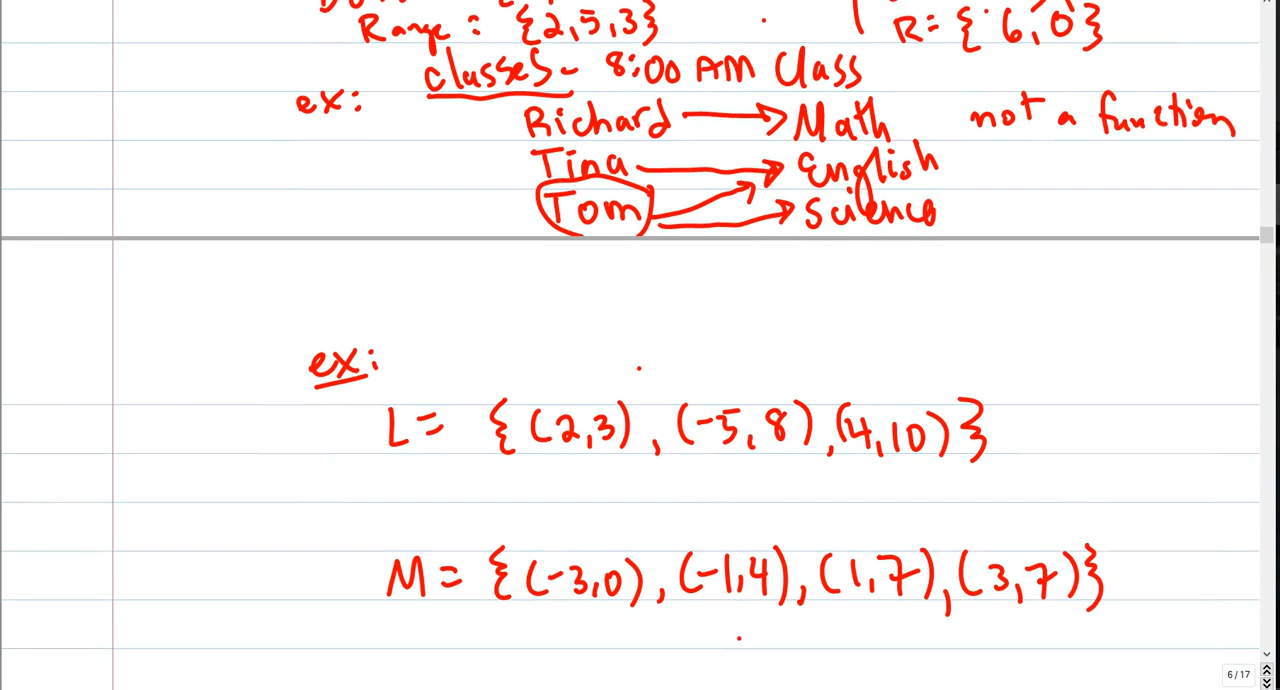 Range : {2,5,3}
R = {6,0}
ex: classes - 8:00 AM Class
Richard → Math not a function
Tina → English
Tom → Science
ex:
L = {(2,3), (-5,8), (4,10)}
M = {(-3,0), (-1,4), (1,7), (3,7)}
6 / 17